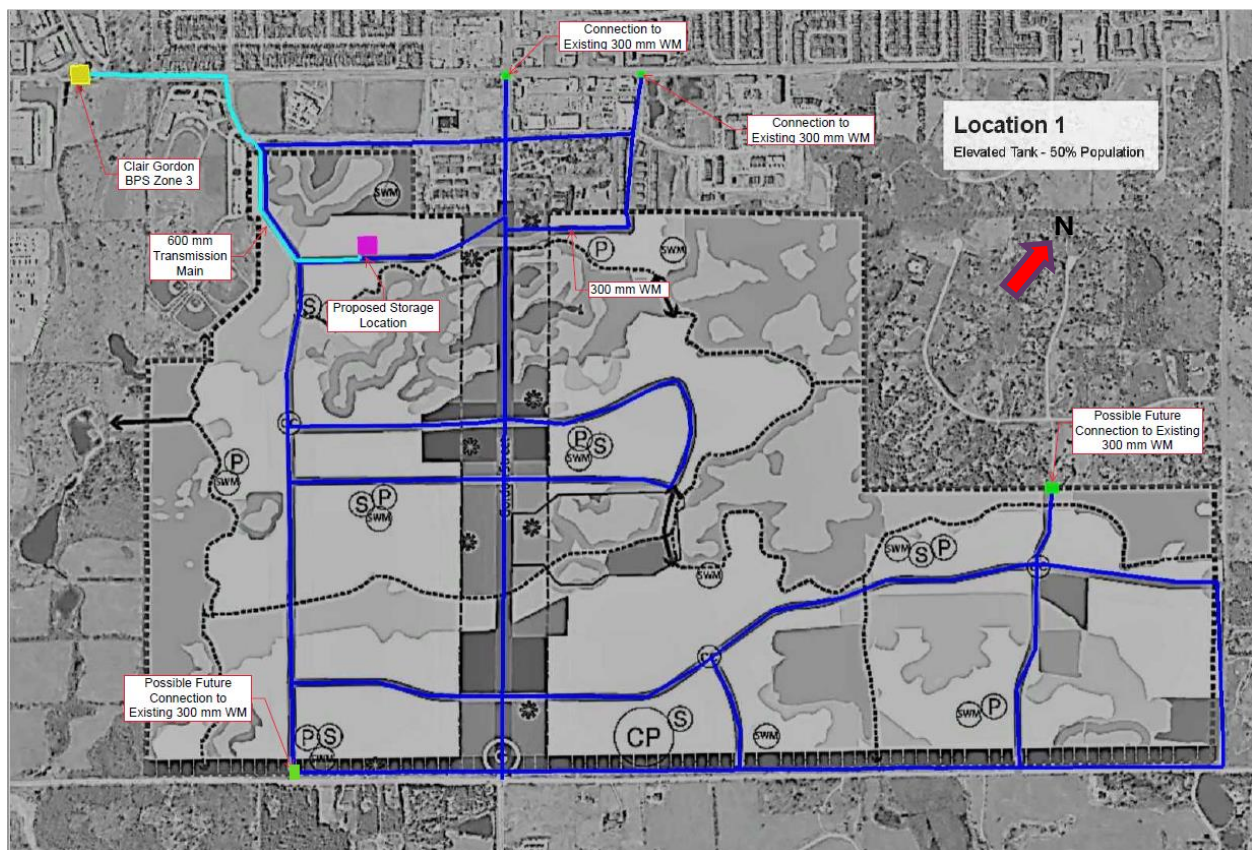 Connection to
Existing 300 mm WM
Connection to
Existing 300 mm WM
Location 1
Elevated Tank - 50% Population
Clair Gordon
BPS Zone 3
SWM
N
600 mm
Transmission
Main
P
SWM
300 mm WM
Proposed Storage
Location
S
Possible Future
Connection to Existing
300 mm WM
P
S
SWM
P
SWM
S
P
SWM
SWM
S
P
SWM
Possible Future
Connection to
Existing 300 mm WM
P
S
SWM
CP
S
SWM
SWM
P